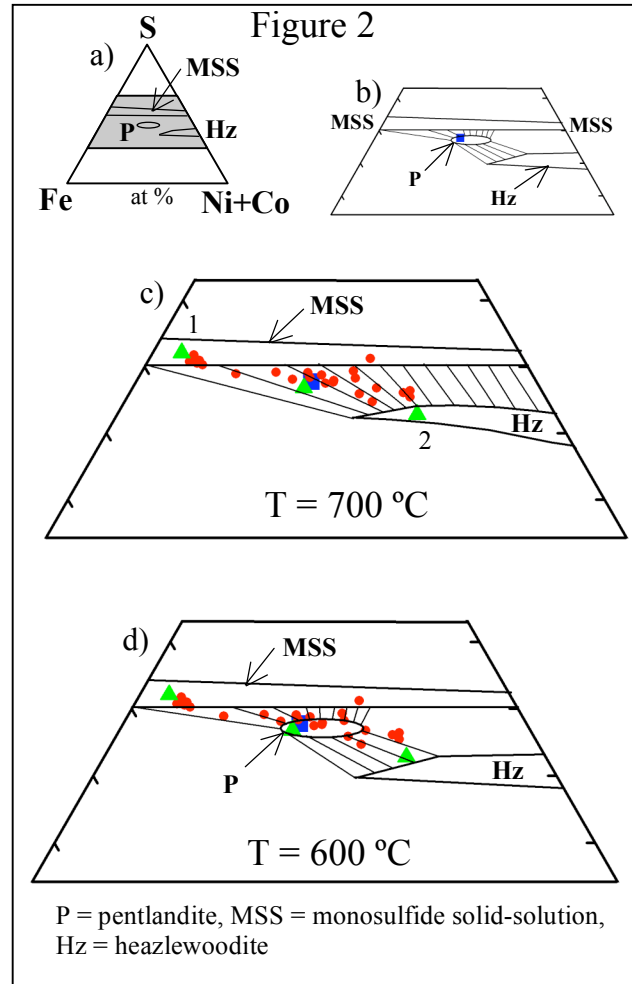 Figure 2
S
a)
MSS
P
Hz
Fe
at %
Ni+Co
b)
MSS
MSS
P
Hz
c)
MSS
1
Hz
2
T = 700 ºC
d)
MSS
P
Hz
T = 600 ºC
P = pentlandite, MSS = monosulfide solid-solution,
Hz = heazlewoodite